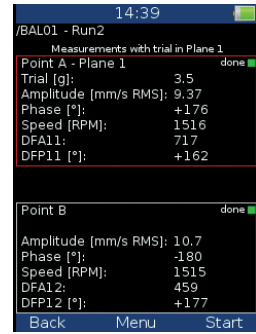 14:39
/BAL01 - Run2
Measurements with trial in Plane 1
Point A - Plane 1 done
Trial [g]: 3.5
Amplitude [mm/s RMS]: 9.37
Phase [°]: +176
Speed [RPM]: 1516
DFA11: 717
DFP11 [°]: +162
Point B done
Amplitude [mm/s RMS]: 10.7
Phase [°]: -180
Speed [RPM]: 1515
DFA12: 459
DFP12 [°]: +177
Back Menu Start